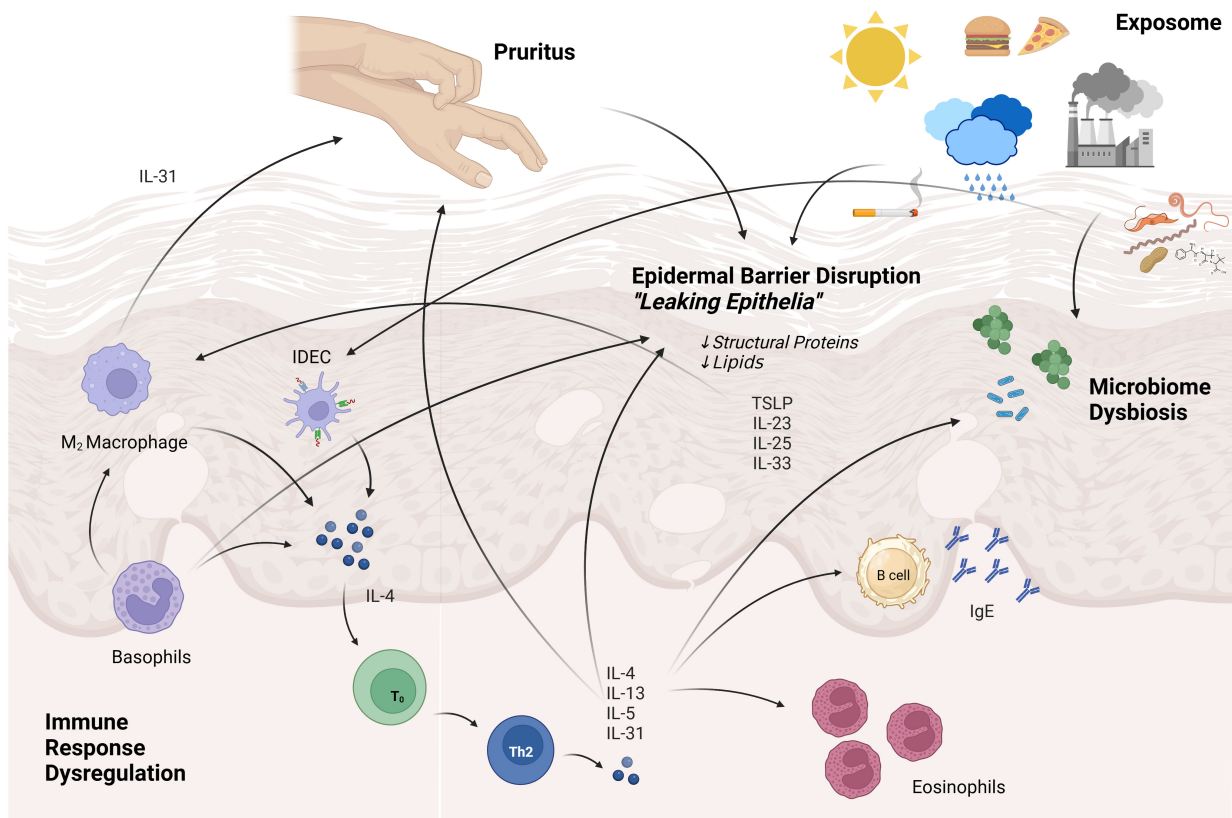 Exposome
Pruritus
IL-31
Epidermal Barrier Disruption
"Leaking Epithelia"
↓Structural Proteins
↓Lipids
IDEC
TSLP
IL-23
IL-25
IL-33
Microbiome
Dysbiosis
M₂ Macrophage
B cell
IL-4
IgE
Basophils
T₀
IL-4
IL-13
IL-5
IL-31
Immune
Response
Dysregulation
Th2
Eosinophils